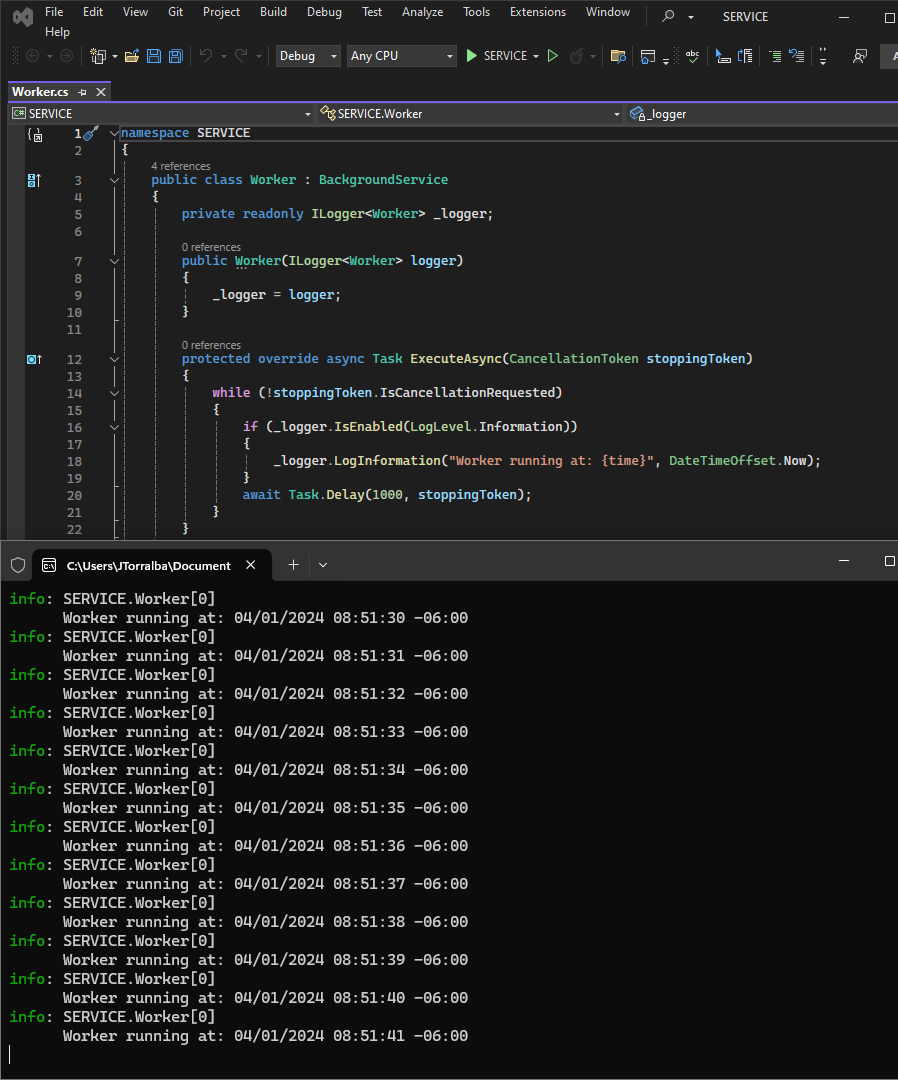 File Edit View Git Project Build Debug Test Analyze Tools Extensions Window SERVICE
Help
Debug Any CPU SERVICE
Worker.cs
C# SERVICE SERVICE.Worker _logger
1 namespace SERVICE
2 {
4 references
3 public class Worker : BackgroundService
4 {
5 private readonly ILogger<Worker> _logger;
6
0 references
7 public Worker(ILogger<Worker> logger)
8 {
9 _logger = logger;
10 }
11
0 references
12 protected override async Task ExecuteAsync(CancellationToken stoppingToken)
13 {
14 while (!stoppingToken.IsCancellationRequested)
15 {
16 if (_logger.IsEnabled(LogLevel.Information))
17 {
18 _logger.LogInformation("Worker running at: {time}", DateTimeOffset.Now);
19 }
20 await Task.Delay(1000, stoppingToken);
21 }
22 }
C:\Users\JTorralba\Document
info: SERVICE.Worker[0]
Worker running at: 04/01/2024 08:51:30 -06:00
info: SERVICE.Worker[0]
Worker running at: 04/01/2024 08:51:31 -06:00
info: SERVICE.Worker[0]
Worker running at: 04/01/2024 08:51:32 -06:00
info: SERVICE.Worker[0]
Worker running at: 04/01/2024 08:51:33 -06:00
info: SERVICE.Worker[0]
Worker running at: 04/01/2024 08:51:34 -06:00
info: SERVICE.Worker[0]
Worker running at: 04/01/2024 08:51:35 -06:00
info: SERVICE.Worker[0]
Worker running at: 04/01/2024 08:51:36 -06:00
info: SERVICE.Worker[0]
Worker running at: 04/01/2024 08:51:37 -06:00
info: SERVICE.Worker[0]
Worker running at: 04/01/2024 08:51:38 -06:00
info: SERVICE.Worker[0]
Worker running at: 04/01/2024 08:51:39 -06:00
info: SERVICE.Worker[0]
Worker running at: 04/01/2024 08:51:40 -06:00
info: SERVICE.Worker[0]
Worker running at: 04/01/2024 08:51:41 -06:00